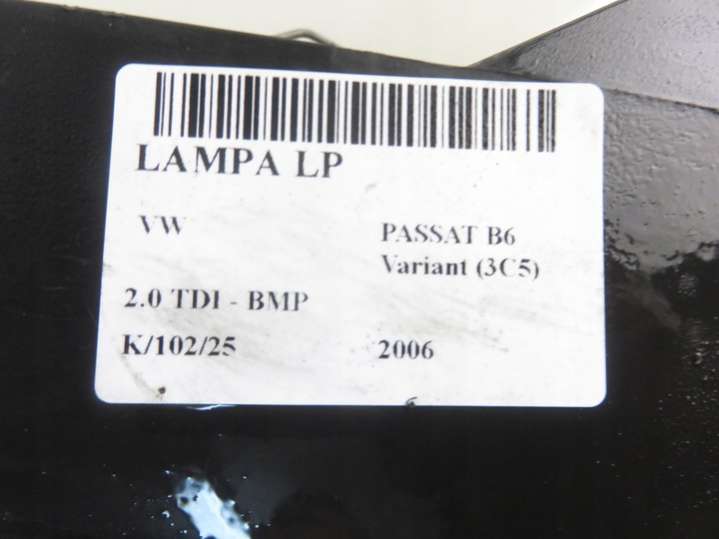 LAMPA LP
VW
PASSAT B6
Variant (3C5)
2.0 TDI - BMP
K/102/25
2006